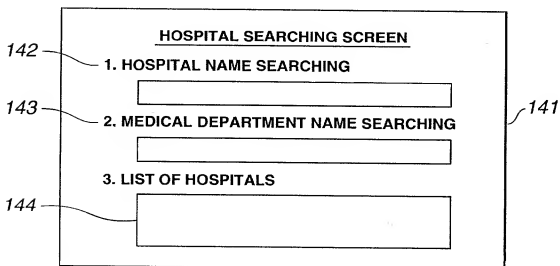 HOSPITAL SEARCHING SCREEN
142
1. HOSPITAL NAME SEARCHING
143
141
2. MEDICAL DEPARTMENT NAME SEARCHING
3. LIST OF HOSPITALS
144